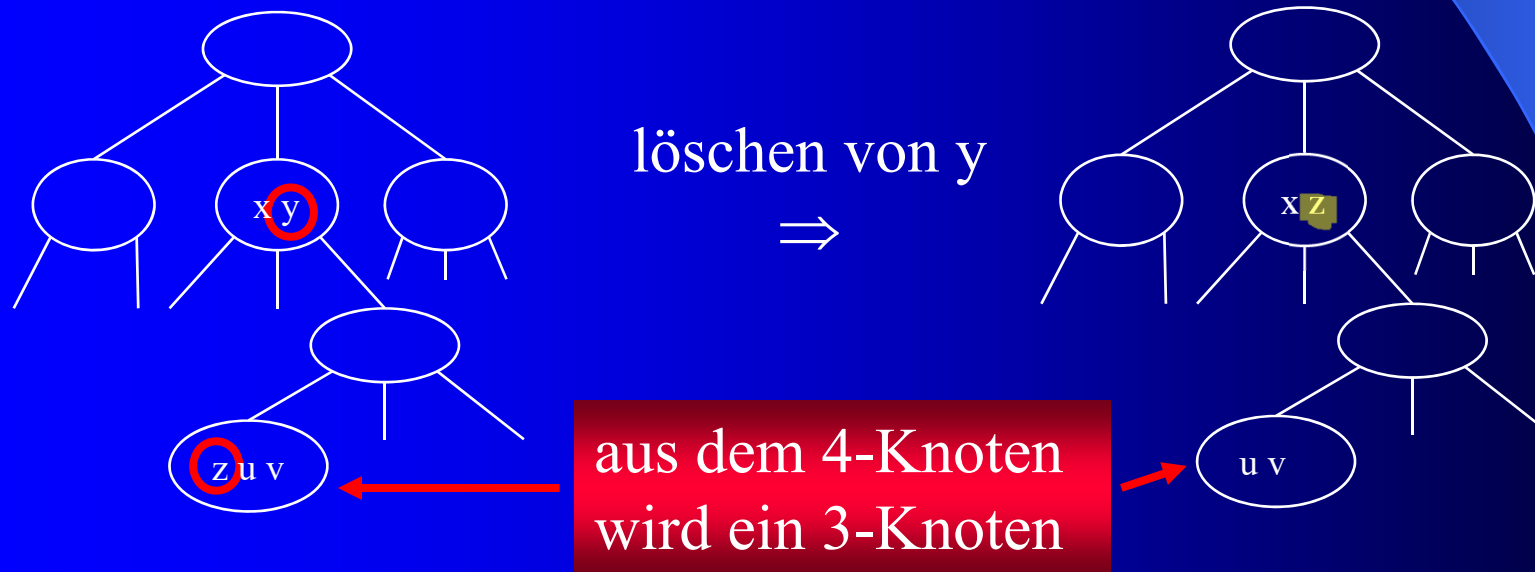 x y
z u v
löschen von y
⇒
aus dem 4-Knoten
wird ein 3-Knoten
x z
u v